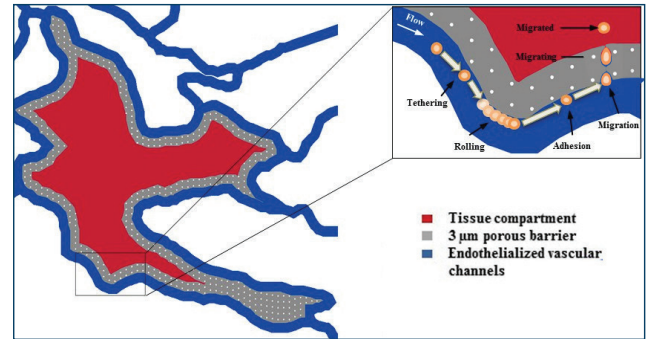 Flow
Migrated
Migrating
Tethering
Rolling
Adhesion
Migration
Tissue compartment
3 µm porous barrier
Endothelialized vascular
channels